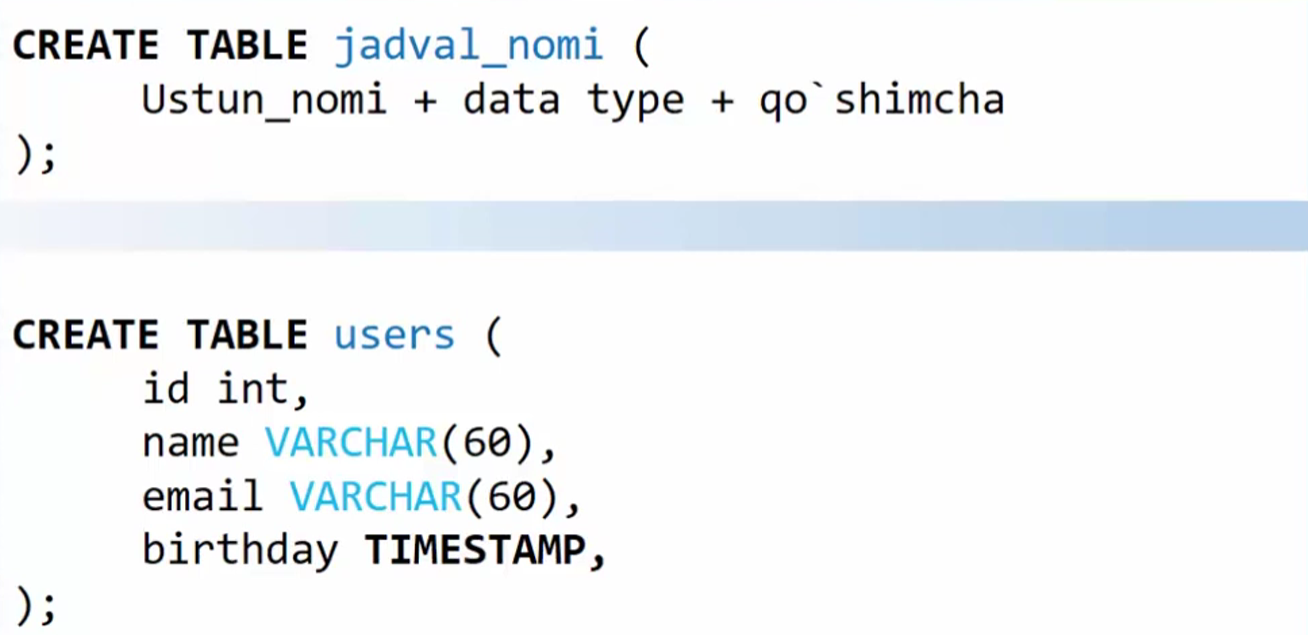 CREATE TABLE jadval_nomi (
Ustun_nomi + data type + qo`shimcha
);
CREATE TABLE users (
id int,
name VARCHAR(60),
email VARCHAR(60),
birthday TIMESTAMP,
);